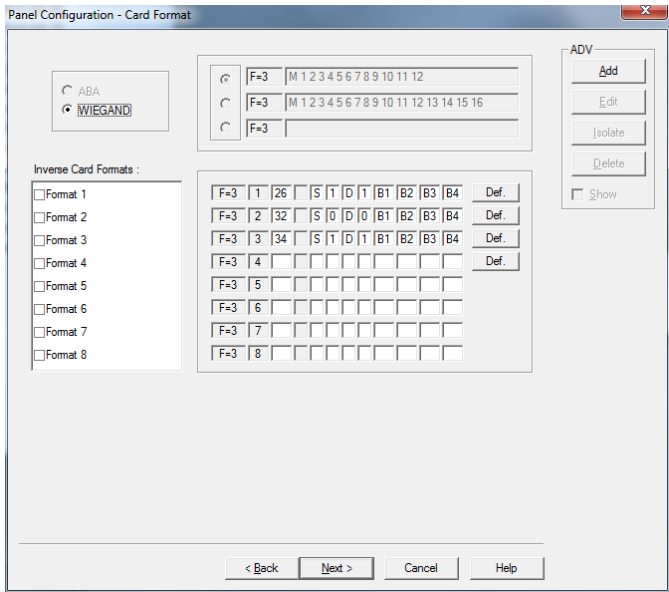 Panel Configuration - Card Format
ADV
Add
Edit
Isolate
Delete
Show
ABA
WIEGAND
F=3 M 1 2 3 4 5 6 7 8 9 10 11 12
F=3 M 1 2 3 4 5 6 7 8 9 10 11 12 13 14 15 16
F=3
Inverse Card Formats :
Format 1
Format 2
Format 3
Format 4
Format 5
Format 6
Format 7
Format 8
F=3 1 26 S 1 D 1 B1 B2 B3 B4 Def.
F=3 2 32 S 0 D 0 B1 B2 B3 B4 Def.
F=3 3 34 S 1 D 1 B1 B2 B3 B4 Def.
F=3 4 Def.
F=3 5
F=3 6
F=3 7
F=3 8
< Back Next > Cancel Help